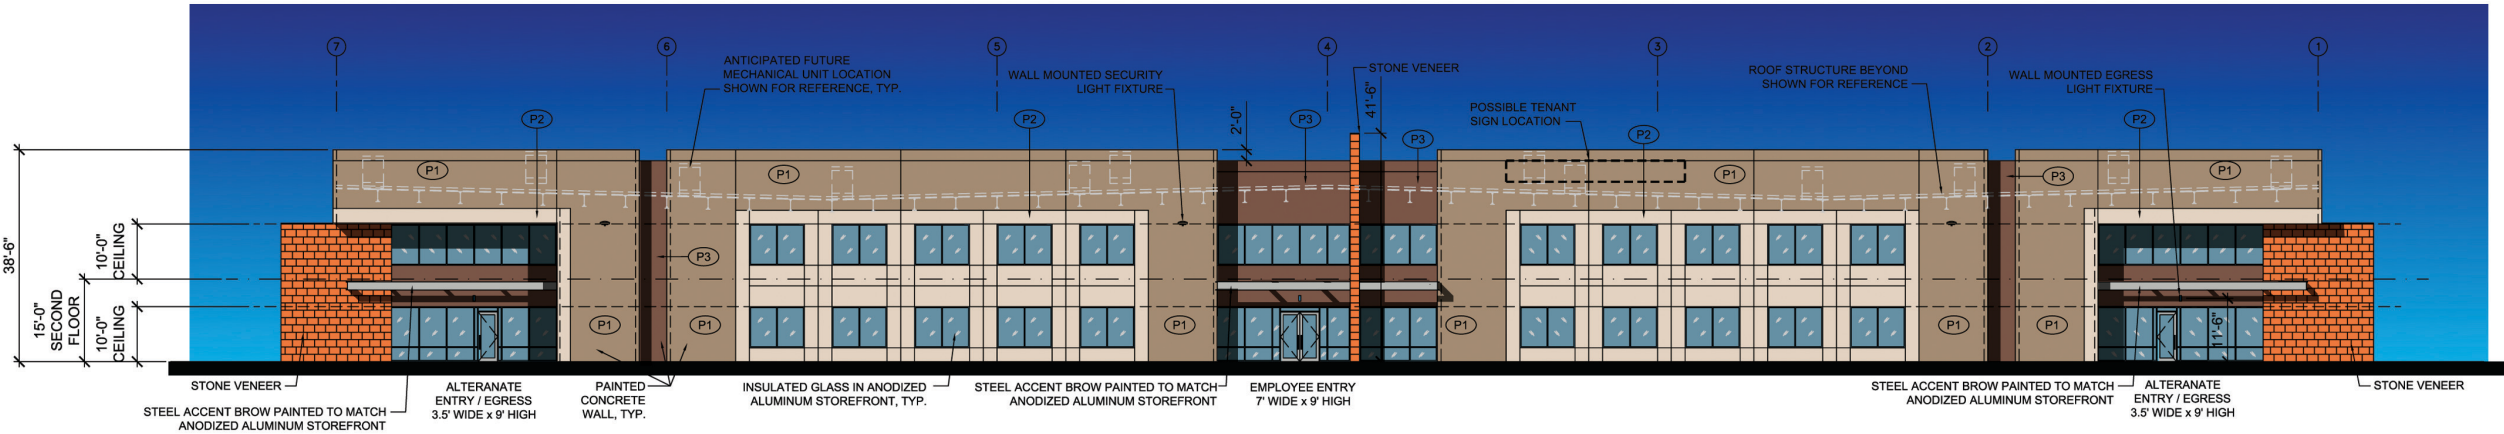 7
6
5
4
3
2
1
ANTICIPATED FUTURE
MECHANICAL UNIT LOCATION
SHOWN FOR REFERENCE, TYP.
WALL MOUNTED SECURITY
LIGHT FIXTURE
STONE VENEER
41'-6"
2'-0"
POSSIBLE TENANT
SIGN LOCATION
ROOF STRUCTURE BEYOND
SHOWN FOR REFERENCE
WALL MOUNTED EGRESS
LIGHT FIXTURE
P2
P2
P3
P3
P2
P2
P1
P1
P1
P3
P1
38'-6"
10'-0"
CEILING
15'-0"
SECOND
FLOOR
10'-0"
CEILING
P3
P1
P1
P1
P1
P1
P1
11'-6"
STONE VENEER
STEEL ACCENT BROW PAINTED TO MATCH
ANODIZED ALUMINUM STOREFRONT
ALTERANATE
ENTRY / EGRESS
3.5' WIDE x 9' HIGH
PAINTED
CONCRETE
WALL, TYP.
INSULATED GLASS IN ANODIZED
ALUMINUM STOREFRONT, TYP.
STEEL ACCENT BROW PAINTED TO MATCH
ANODIZED ALUMINUM STOREFRONT
EMPLOYEE ENTRY
7' WIDE x 9' HIGH
STEEL ACCENT BROW PAINTED TO MATCH
ANODIZED ALUMINUM STOREFRONT
ALTERANATE
ENTRY / EGRESS
3.5' WIDE x 9' HIGH
STONE VENEER